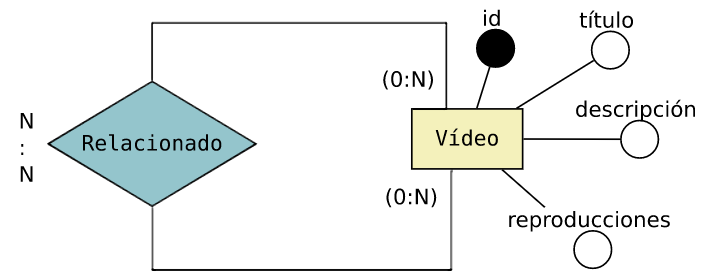 id
título
(0:N)
descripción
N
:
N
Relacionado
Vídeo
(0:N)
reproducciones